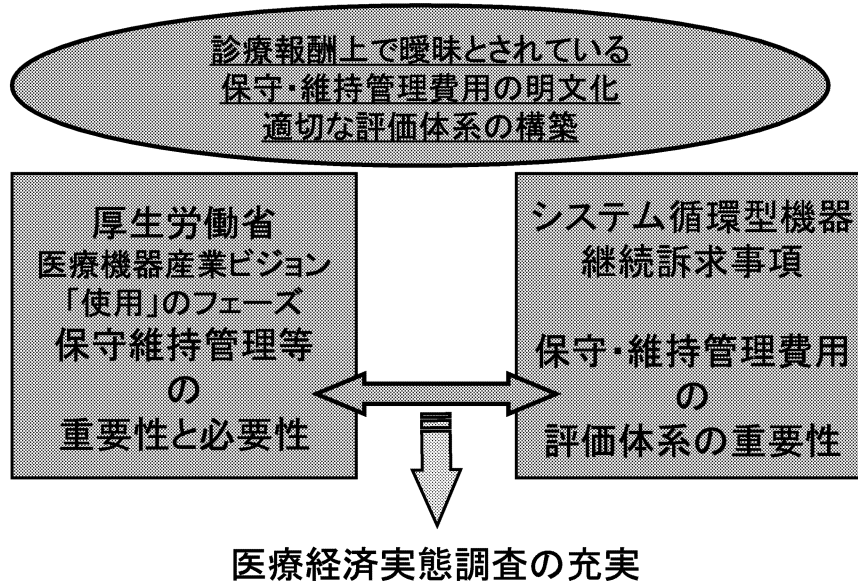 診療報酬上で曖昧とされている
保守・維持管理費用の明文化
適切な評価体系の構築
厚生労働省
医療機器産業ビジョン
「使用」のフェーズ
保守維持管理等
の
重要性と必要性
システム循環型機器
継続訴求事項
保守・維持管理費用
の
評価体系の重要性
医療経済実態調査の充実